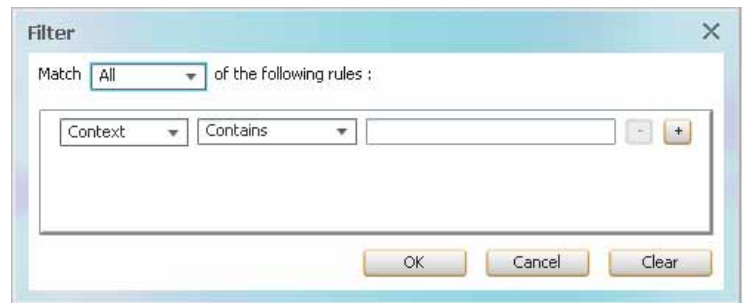 Filter
Match All of the following rules :
Context Contains - +
OK Cancel Clear